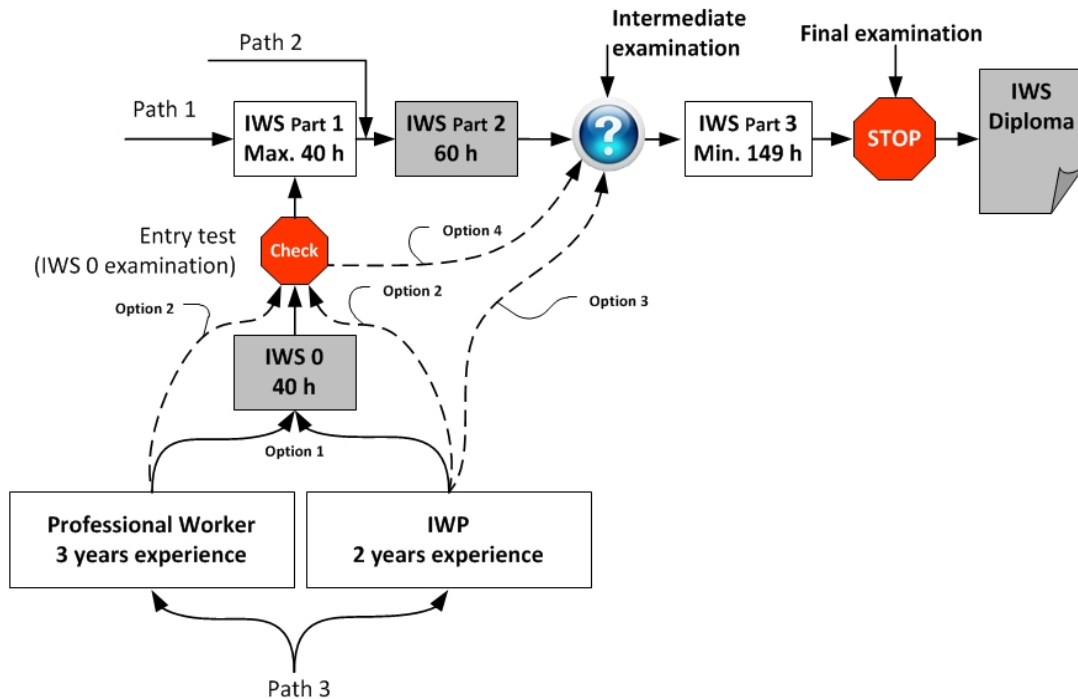 Path 2
Intermediate
examination
Final examination
Path 1
IWS Part 1
Max. 40 h
IWS Part 2
60 h
?
IWS Part 3
Min. 149 h
STOP
IWS
Diploma
Entry test
(IWS 0 examination)
Check
Option 4
Option 2
Option 2
Option 3
IWS 0
40 h
Option 1
Professional Worker
3 years experience
IWP
2 years experience
Path 3